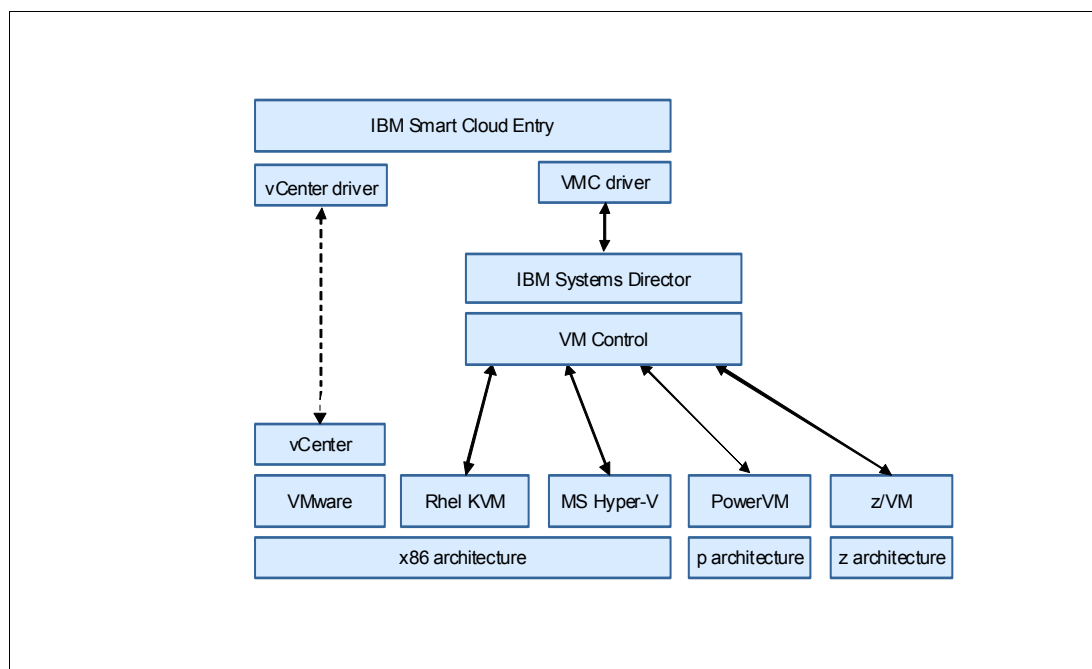 IBM Smart Cloud Entry
vCenter driver
VMC driver
IBM Systems Director
VM Control
vCenter
VMware
Rhel KVM
MS Hyper-V
PowerVM
z/VM
x86 architecture
p architecture
z architecture